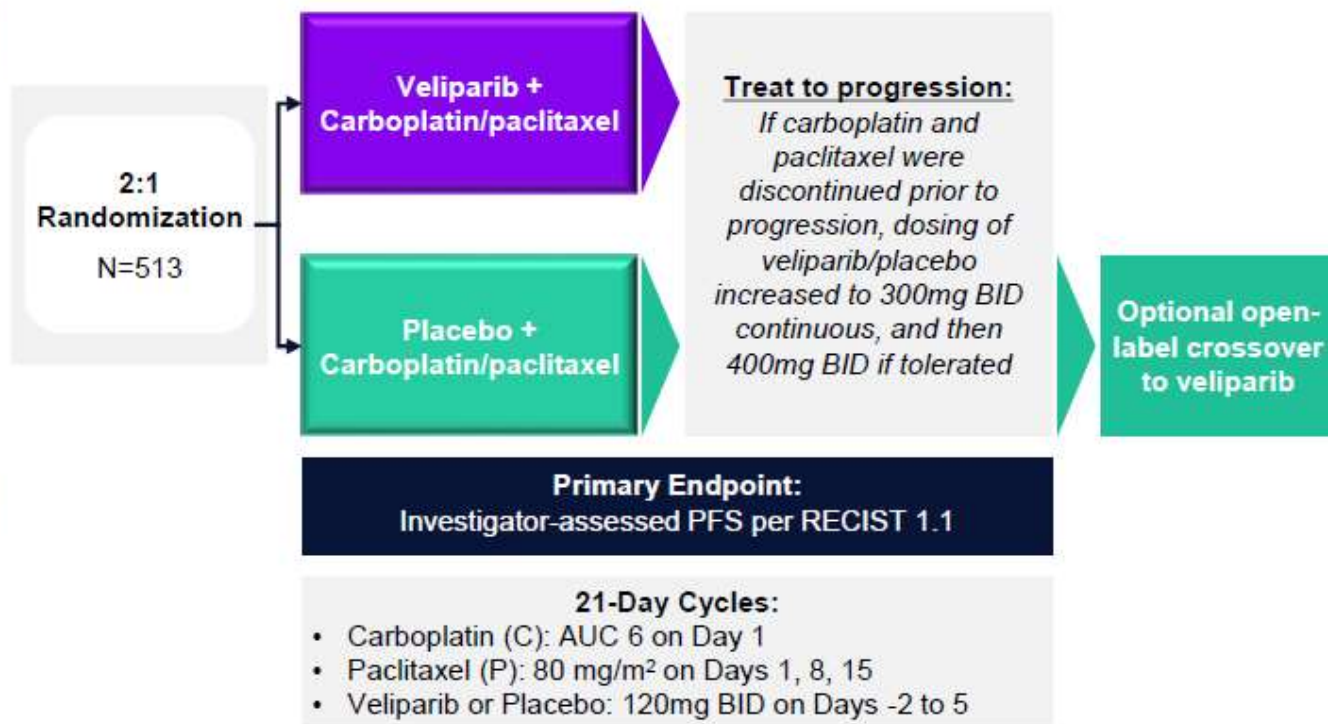 2:1
Randomization
N=513
Veliparib +
Carboplatin/paclitaxel
Placebo +
Carboplatin/paclitaxel
Treat to progression:
If carboplatin and
paclitaxel were
discontinued prior to
progression, dosing of
veliparib/placebo
increased to 300mg BID
continuous, and then
400mg BID if tolerated
Optional open-
label crossover
to veliparib
Primary Endpoint:
Investigator-assessed PFS per RECIST 1.1
21-Day Cycles:
• Carboplatin (C): AUC 6 on Day 1
• Paclitaxel (P): 80 mg/m² on Days 1, 8, 15
• Veliparib or Placebo: 120mg BID on Days -2 to 5